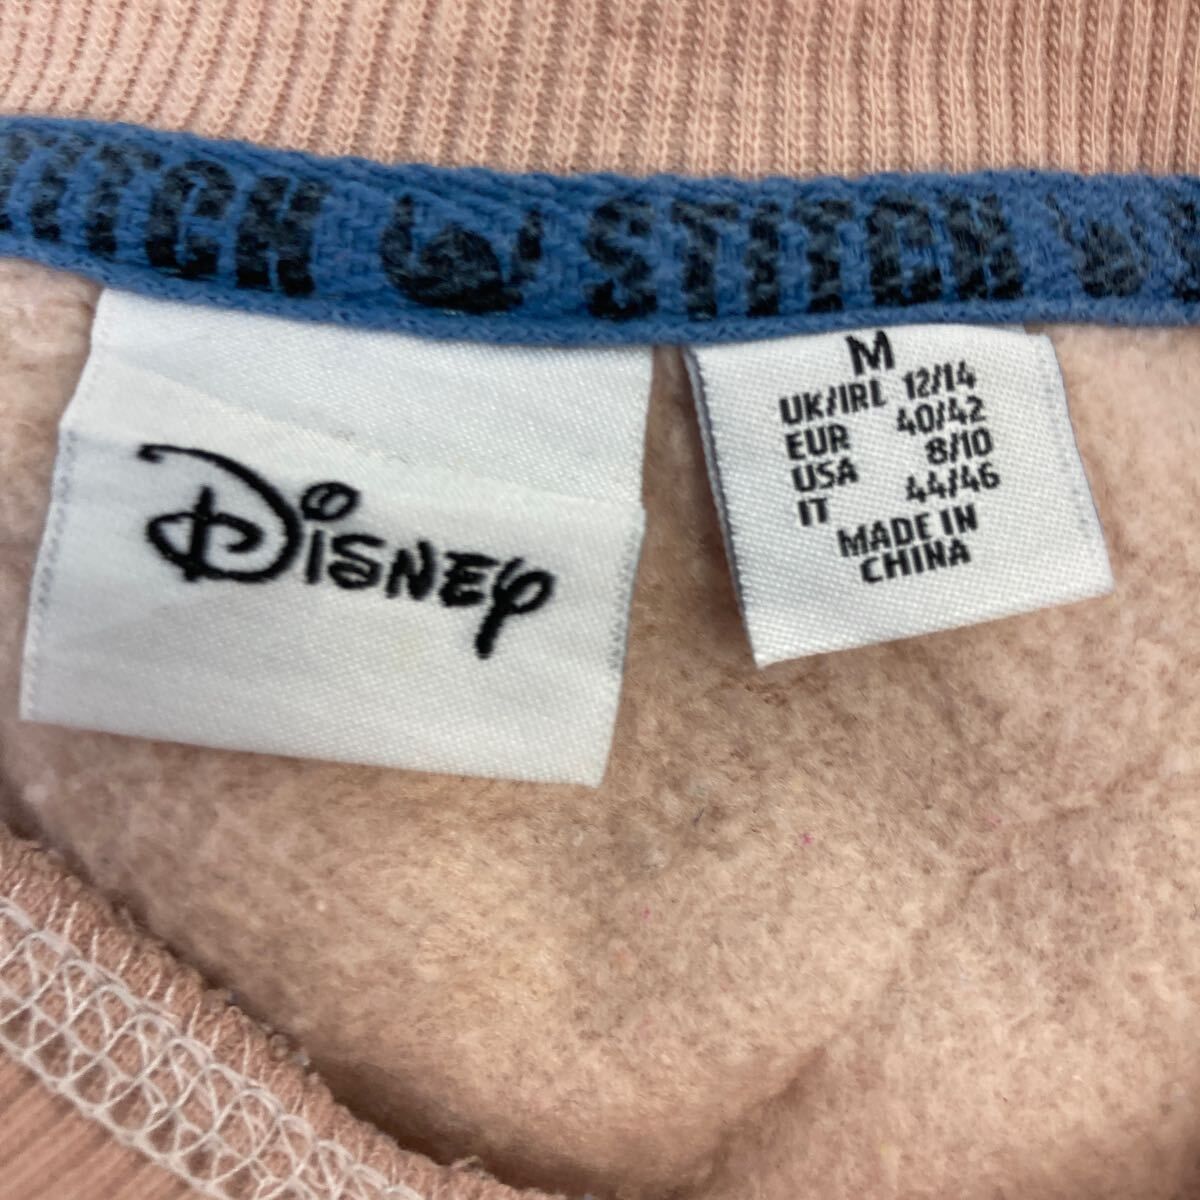 STITCH STITCH
Disney
M
UK/IRL 12/14
EUR 40/42
USA 8/10
IT 44/46
MADE IN
CHINA